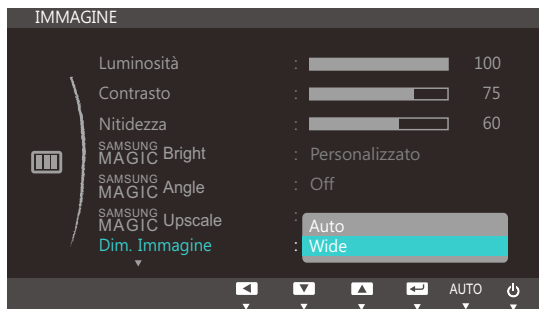 IMMAGINE
Luminosità : 100
Contrasto : 75
Nitidezza : 60
SAMSUNG MAGIC Bright : Personalizzato
SAMSUNG MAGIC Angle : Off
SAMSUNG MAGIC Upscale :
Auto
Dim. Immagine : Wide
AUTO